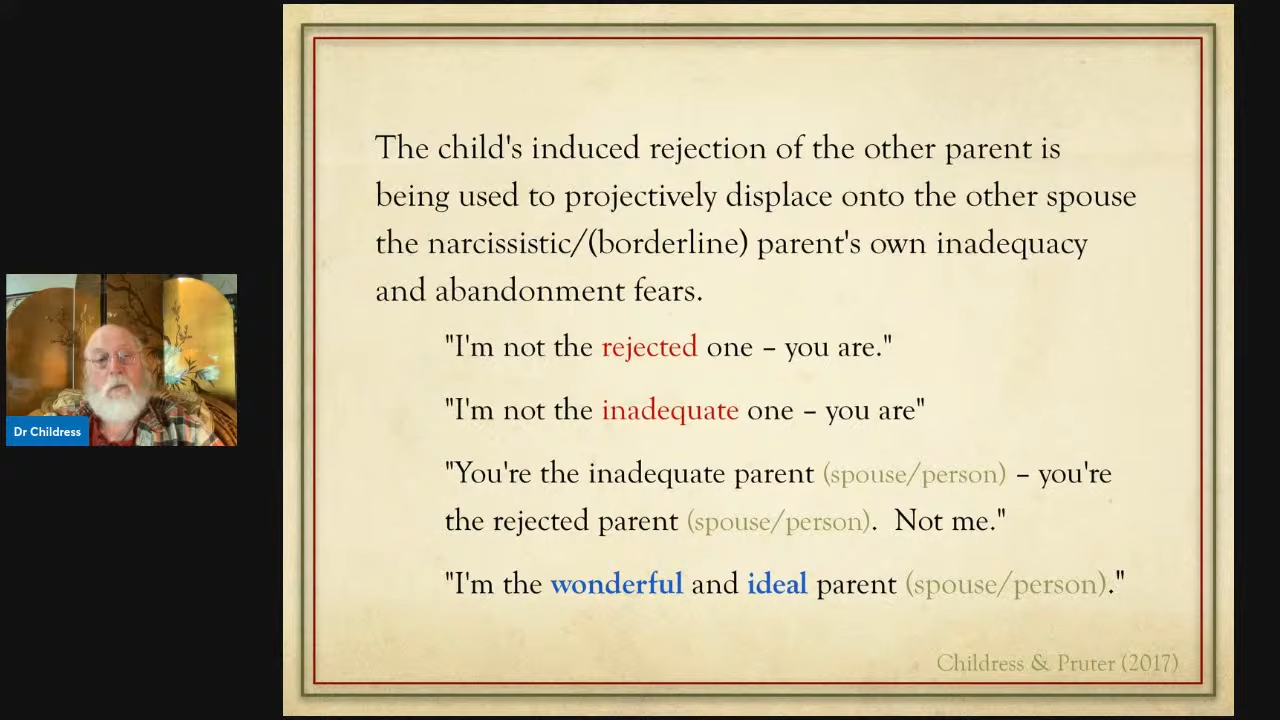 The child's induced rejection of the other parent is
being used to projectively displace onto the other spouse
the narcissistic/(borderline) parent's own inadequacy
and abandonment fears.
"I'm not the rejected one – you are."
"I'm not the inadequate one – you are"
"You're the inadequate parent (spouse/person) – you're
the rejected parent (spouse/person).  Not me."
"I'm the wonderful and ideal parent (spouse/person)."
Childress & Pruter (2017)
Dr Childress